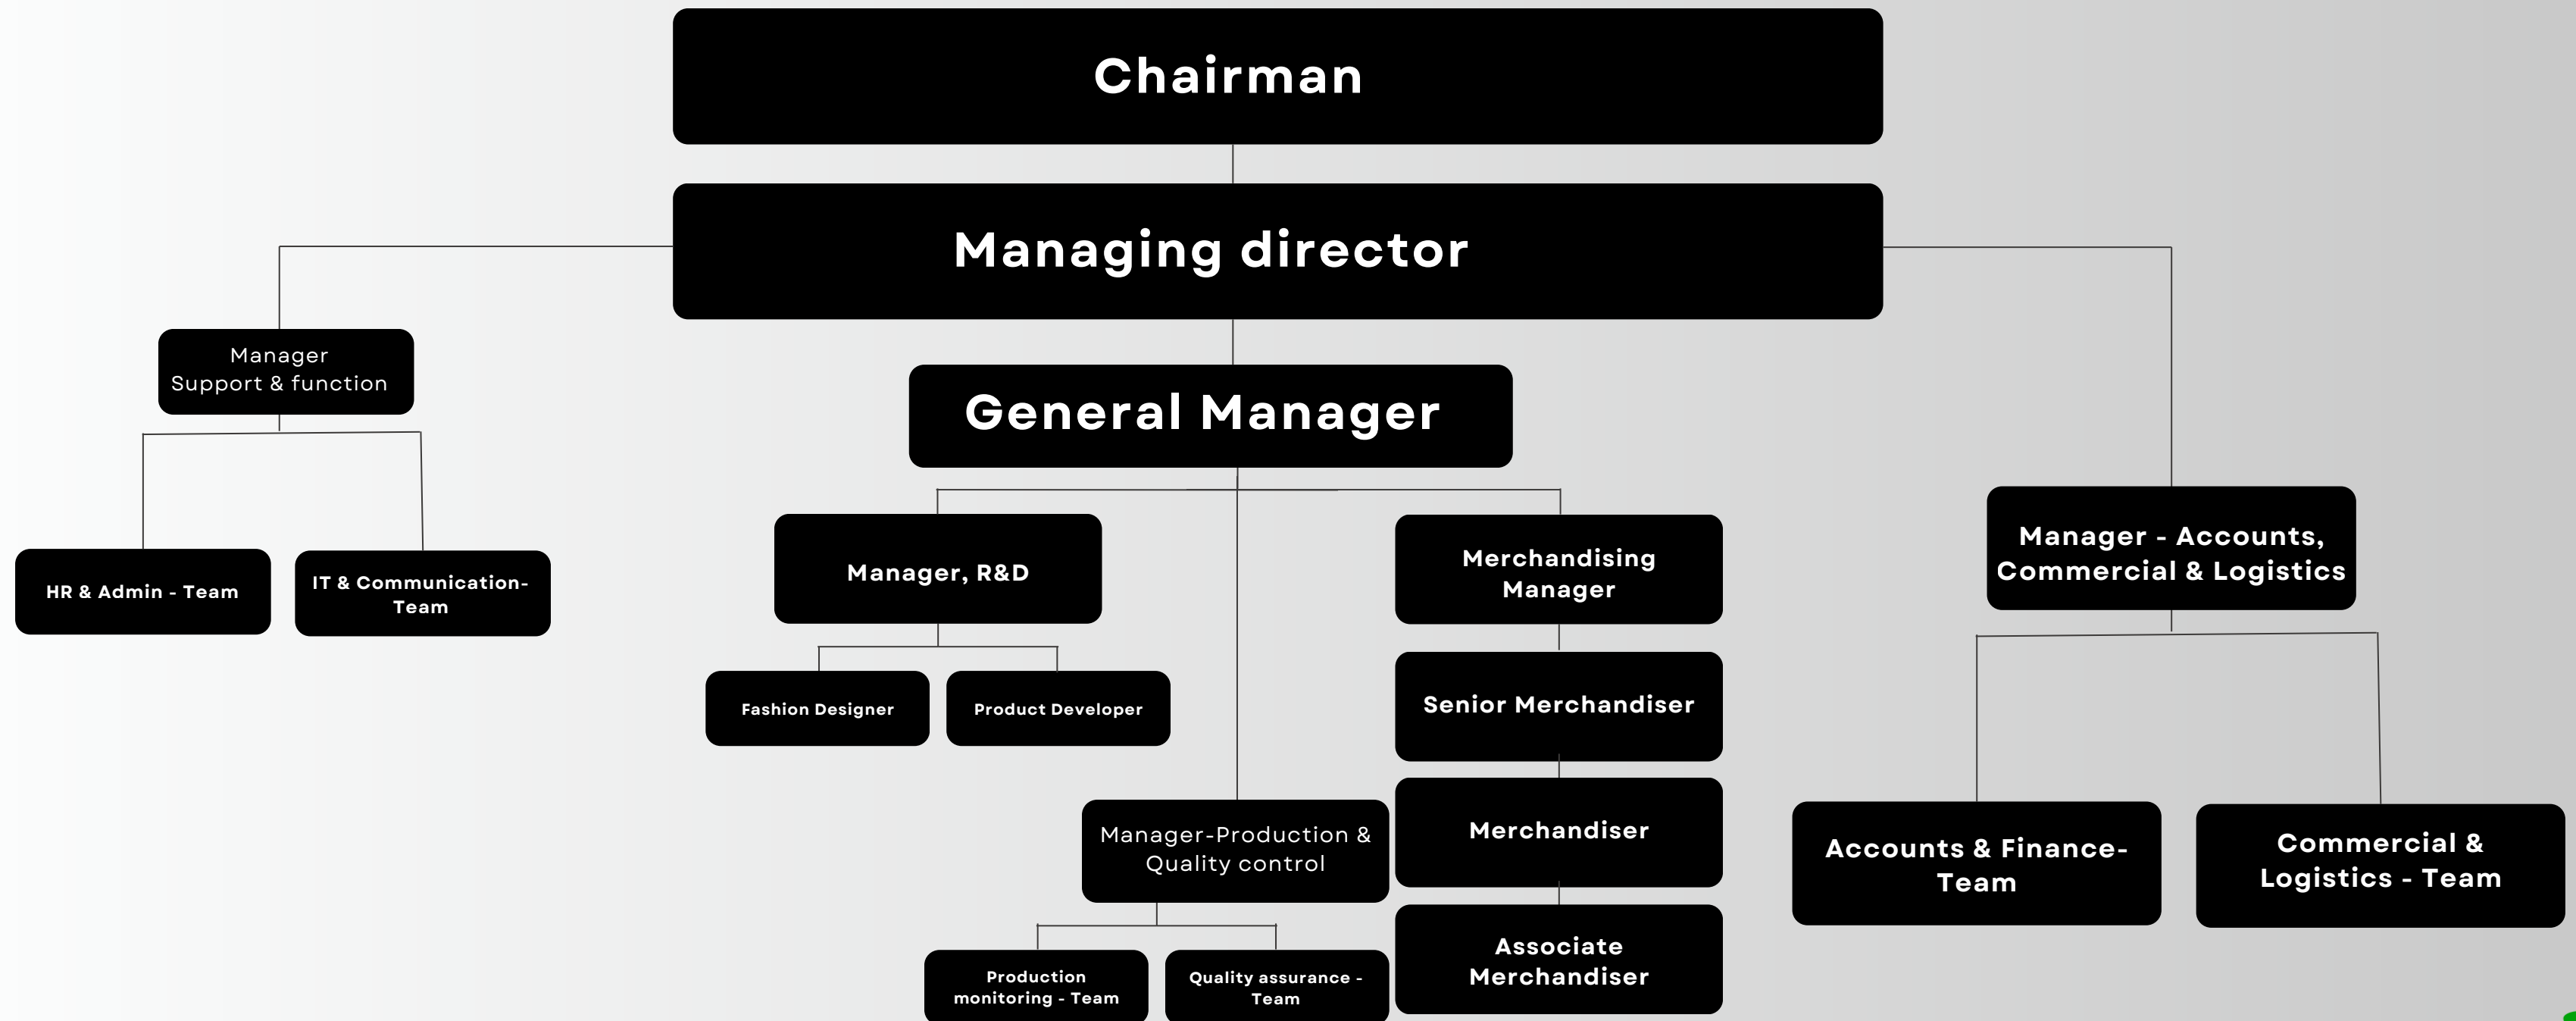 Chairman
Managing director
Manager
Support & function
General Manager
HR & Admin - Team
IT & Communication-
Team
Manager, R&D
Merchandising
Manager
Manager - Accounts,
Commercial & Logistics
Fashion Designer
Product Developer
Senior Merchandiser
Manager-Production &
Quality control
Merchandiser
Accounts & Finance-
Team
Commercial &
Logistics - Team
Production
monitoring - Team
Quality assurance -
Team
Associate
Merchandiser